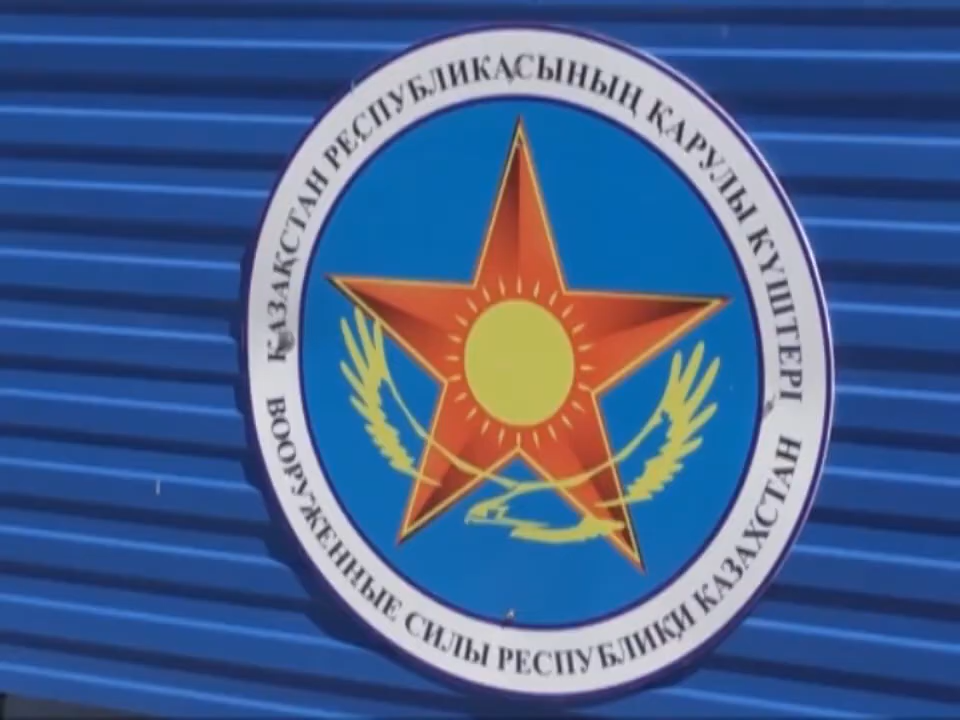 ҚАЗАҚСТАН РЕСПУБЛИКАСЫНЫҢ ҚАРУЛЫ КҮШТЕРІ
ВООРУЖЕННЫЕ СИЛЫ РЕСПУБЛИКИ КАЗАХСТАН